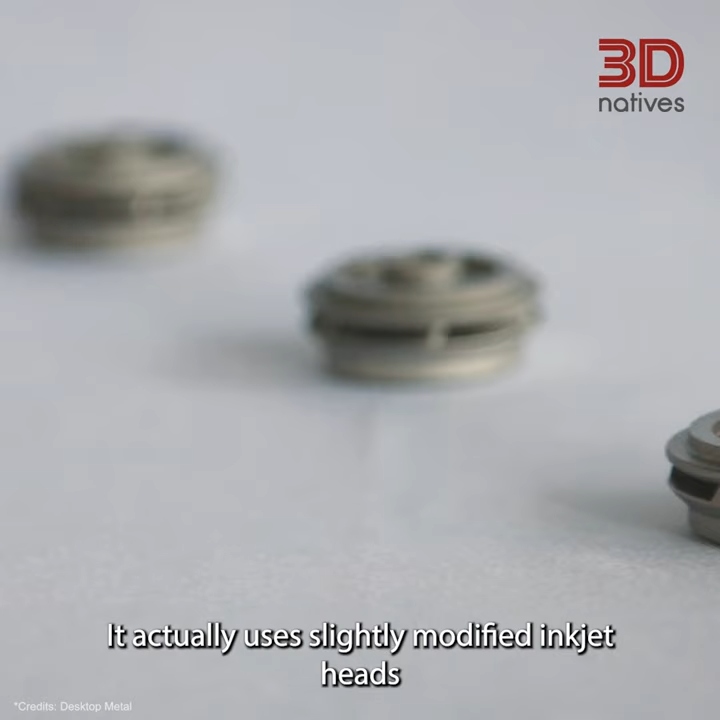 3D
natives
It actually uses slightly modified inkjet
heads
*Credits: Desktop Metal